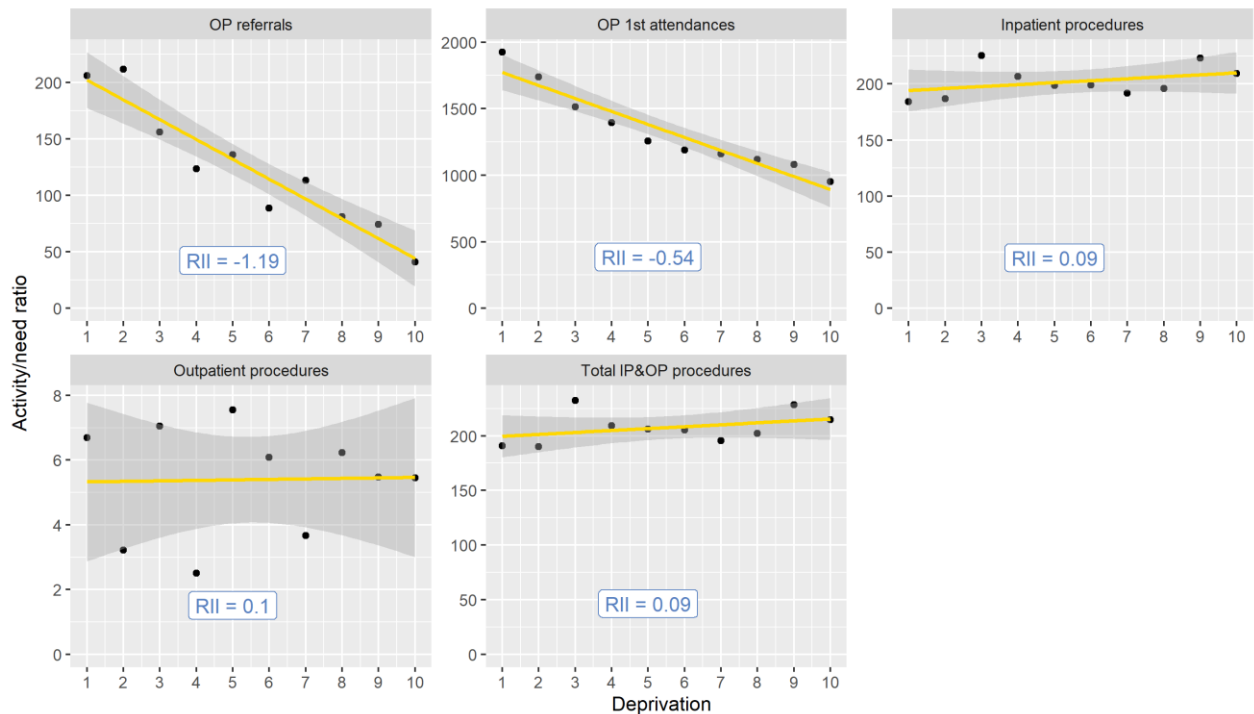 OP referrals
OP 1st attendances
Inpatient procedures
200
150
100
50
0
RII = -1.19
1 2 3 4 5 6 7 8 9 10
2000
1500
1000
500
0
RII = -0.54
1 2 3 4 5 6 7 8 9 10
200
150
100
50
0
RII = 0.09
1 2 3 4 5 6 7 8 9 10
Activity/need ratio
Outpatient procedures
Total IP&OP procedures
8
6
4
2
0
RII = 0.1
1 2 3 4 5 6 7 8 9 10
200
150
200
50
0
RII = 0.09
1 2 3 4 5 6 7 8 9 10
Deprivation